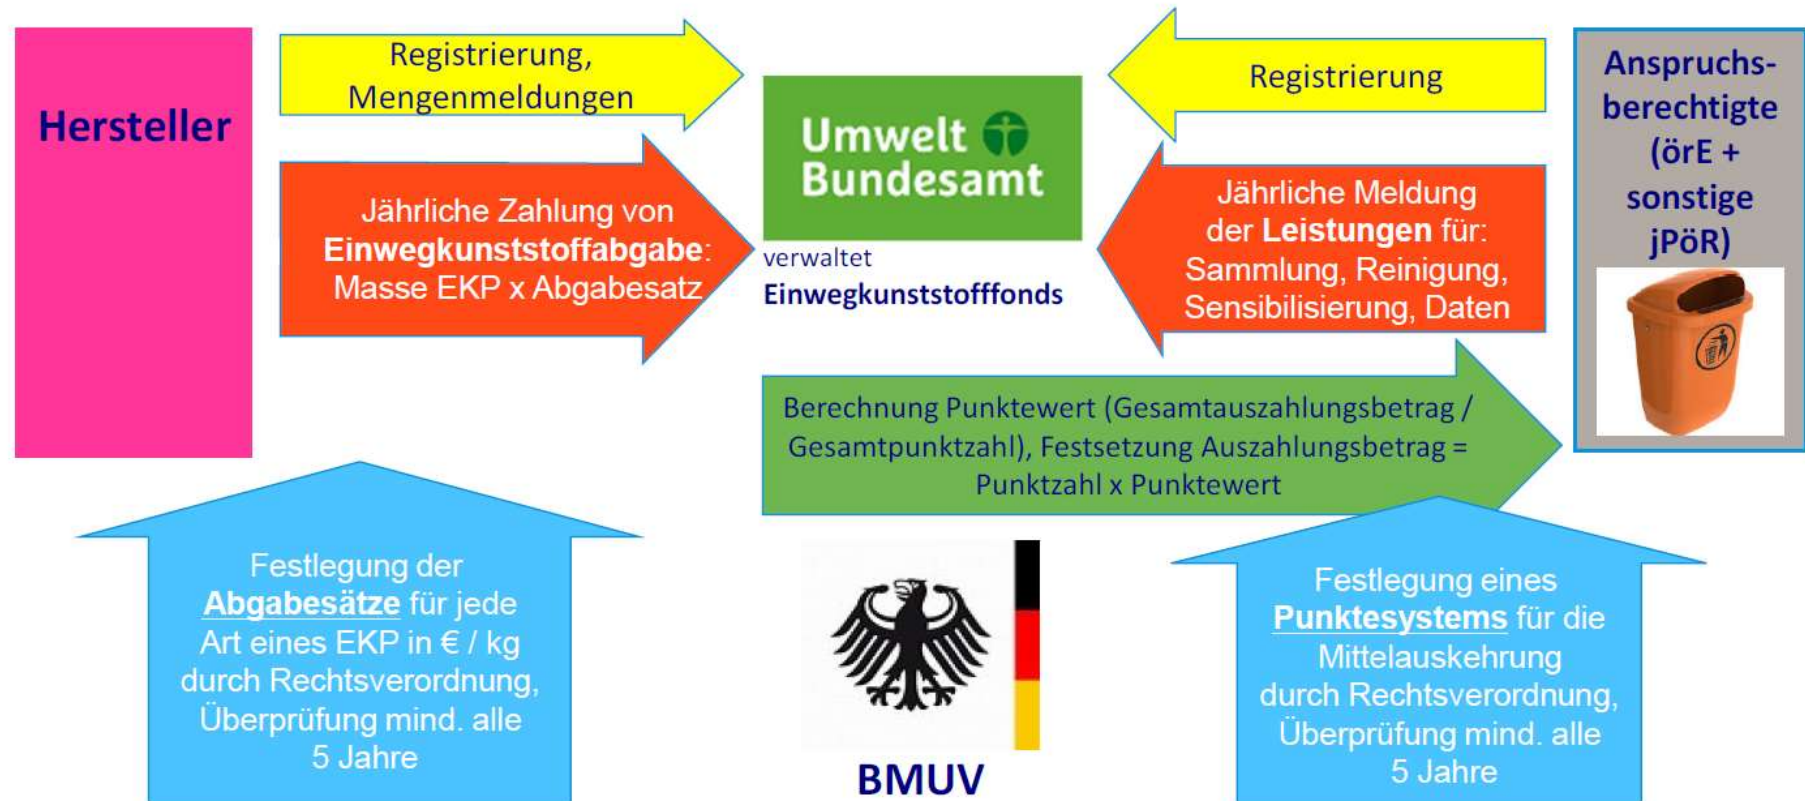 Hersteller
Registrierung,
Mengenmeldungen
Jährliche Zahlung von
Einwegkunststoffabgabe:
Masse EKP x Abgabesatz
Umwelt
Bundesamt
verwaltet
Einwegkunststofffonds
Registrierung
Jährliche Meldung
der Leistungen für:
Sammlung, Reinigung,
Sensibilisierung, Daten
Anspruchs-
berechtigte
(örE +
sonstige
jPöR)
Berechnung Punktewert (Gesamtauszahlungsbetrag /
Gesamtpunktzahl), Festsetzung Auszahlungsbetrag =
Punktzahl x Punktewert
Festlegung der
Abgabesätze für jede
Art eines EKP in € / kg
durch Rechtsverordnung,
Überprüfung mind. alle
5 Jahre
BMUV
Festlegung eines
Punktesystems für die
Mittelauskehrung
durch Rechtsverordnung,
Überprüfung mind. alle
5 Jahre